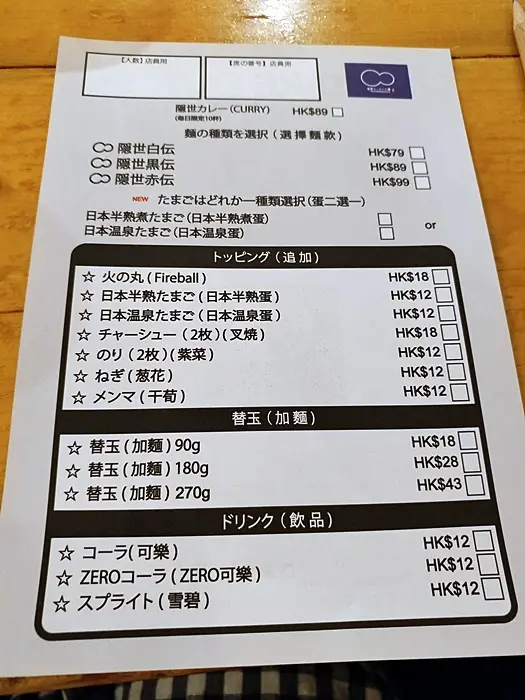 【人数】店員用 【席の番号】店員用
隠世カレー(CURRY) HK$89
(毎日限定10杯)
麺の種類を選択(選擇麵款)
隠世白伝 HK$79
隠世黒伝 HK$89
隠世赤伝 HK$99
NEW たまごはどれか一種類選択(蛋二選一)
日本半熟煮たまご(日本半熟煮蛋)
日本温泉たまご(日本温泉蛋) or
トッピング(追加)
☆ 火の丸(Fireball) HK$18
☆ 日本半熟たまご(日本半熟蛋) HK$12
☆ 日本温泉たまご(日本温泉蛋) HK$12
☆ チャーシュー(2枚)(叉焼) HK$18
☆ のり(2枚)(紫菜) HK$12
☆ ねぎ(葱花) HK$12
☆ メンマ(干筍) HK$12
替玉(加麵)
☆ 替玉(加麵)90g HK$18
☆ 替玉(加麵)180g HK$28
☆ 替玉(加麵)270g HK$43
ドリンク(飲品)
☆ コーラ(可樂) HK$12
☆ ZEROコーラ(ZERO可樂) HK$12
☆ スプライト(雪碧) HK$12